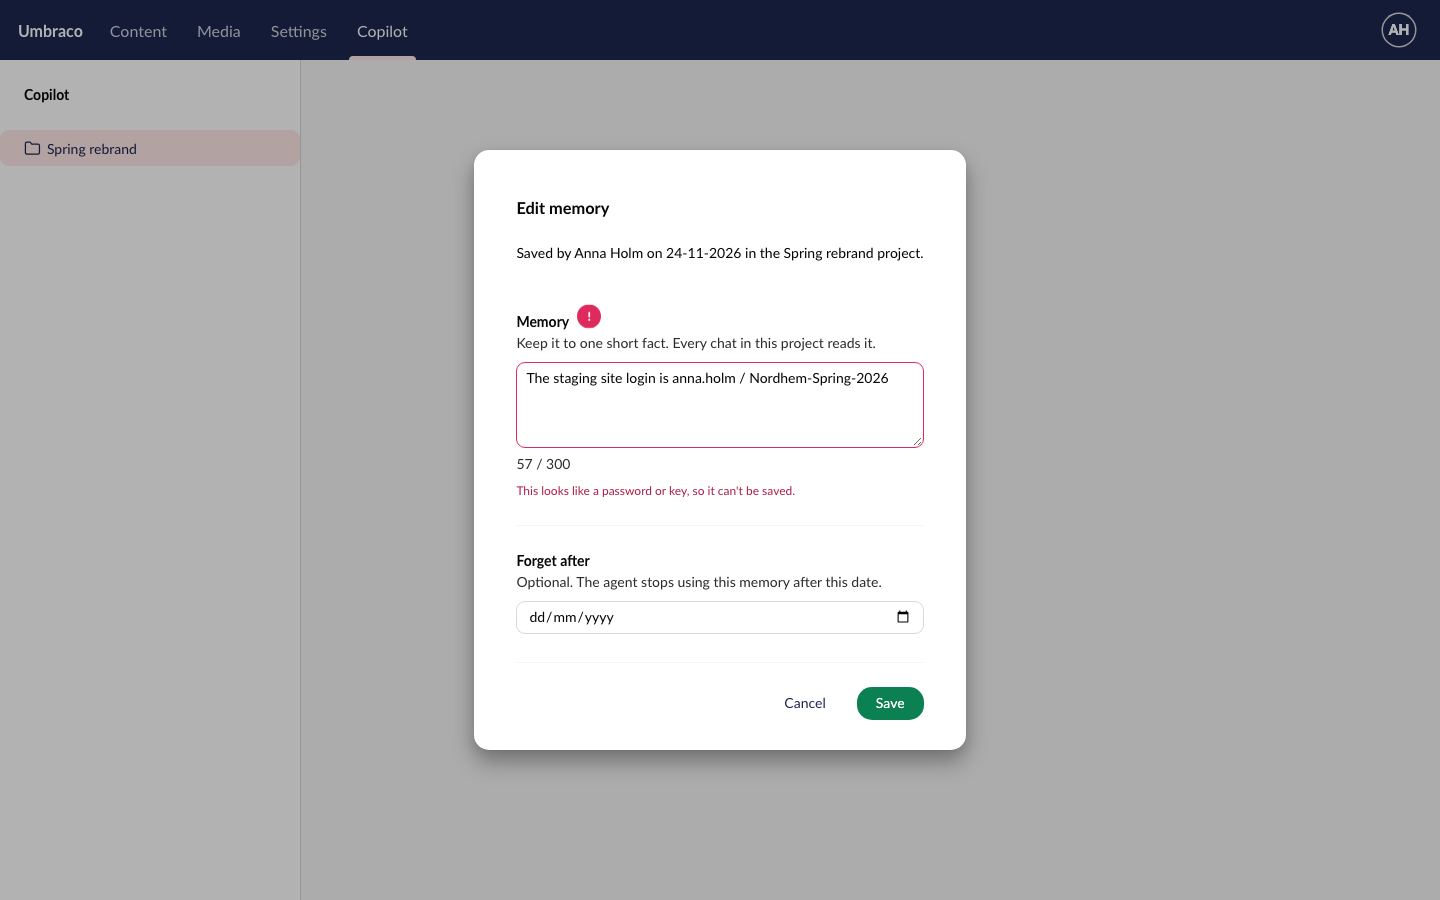 Umbraco Content Media Settings Copilot AH
Copilot
Spring rebrand
Edit memory
Saved by Anna Holm on 24-11-2026 in the Spring rebrand project.
Memory !
Keep it to one short fact. Every chat in this project reads it.
The staging site login is anna.holm / Nordhem-Spring-2026
57 / 300
This looks like a password or key, so it can't be saved.
Forget after
Optional. The agent stops using this memory after this date.
dd/mm/yyyy
Cancel Save